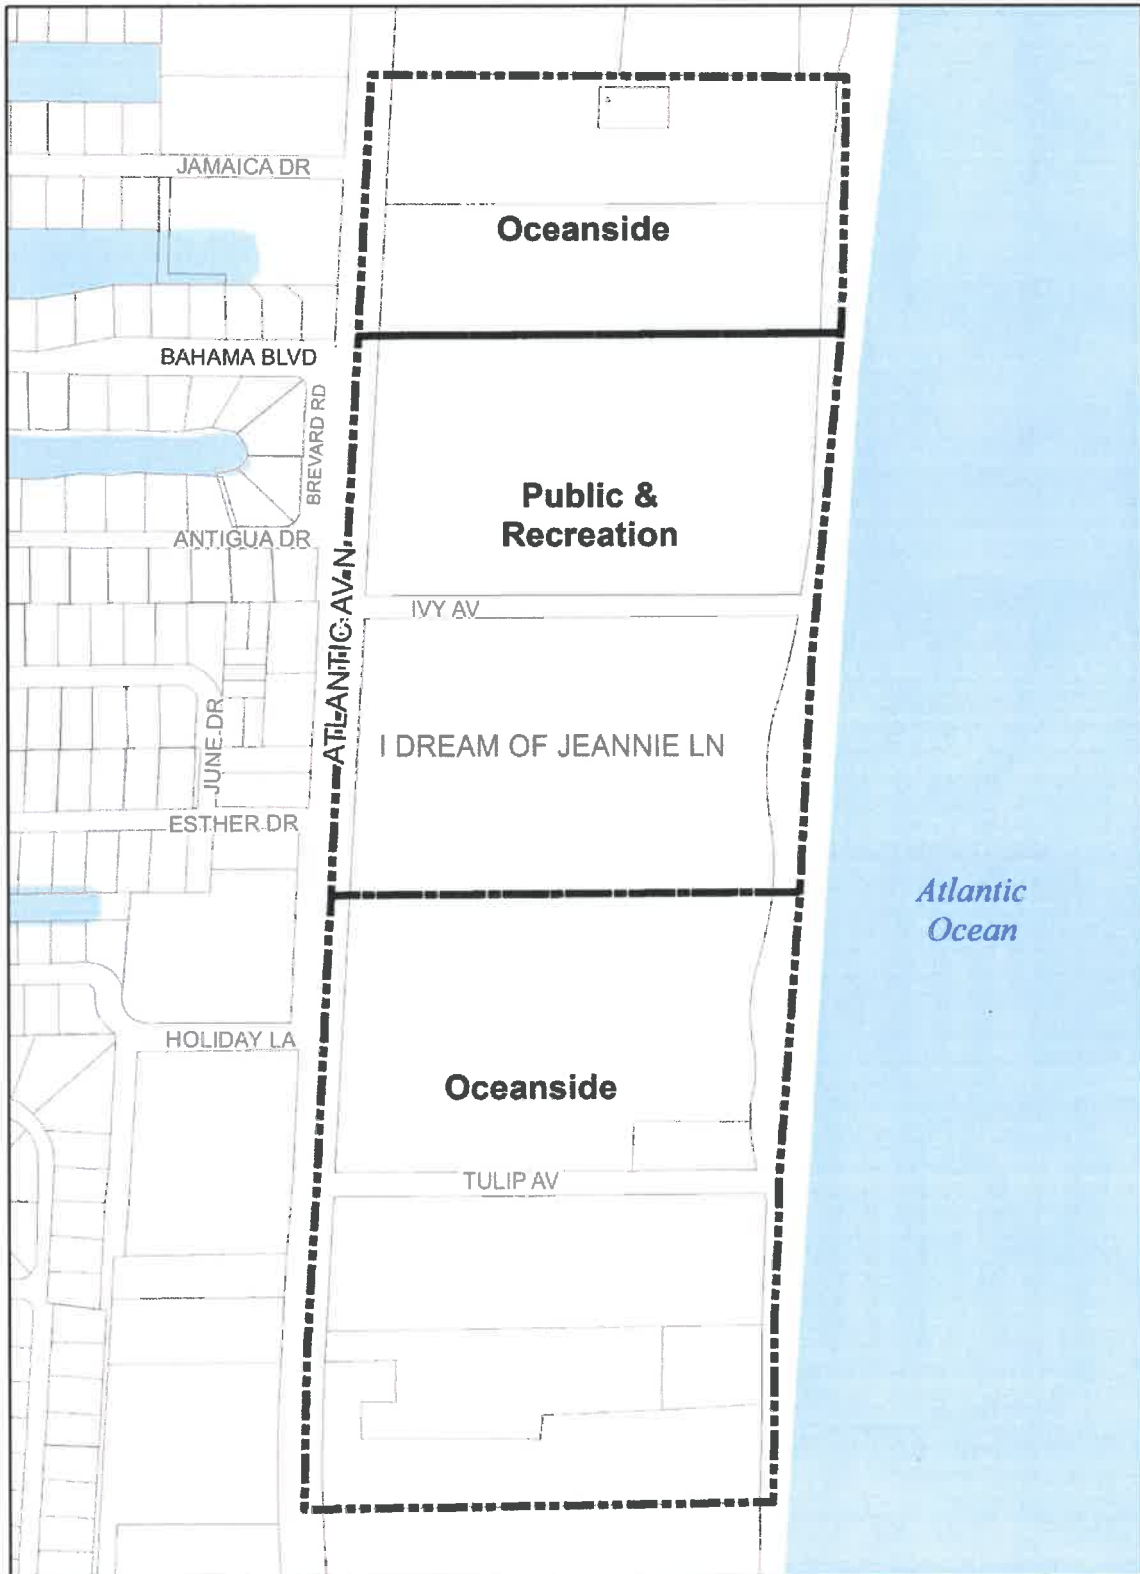 JAMAICA DR
Oceanside
BAHAMA BLVD
BREVARD RD
Public &
Recreation
ANTIGUA DR
ATLANTIC AV N
IVY AV
JUNE DR
I DREAM OF JEANNIE LN
ESTHER DR
Atlantic
Ocean
HOLIDAY LA
Oceanside
TULIP AV